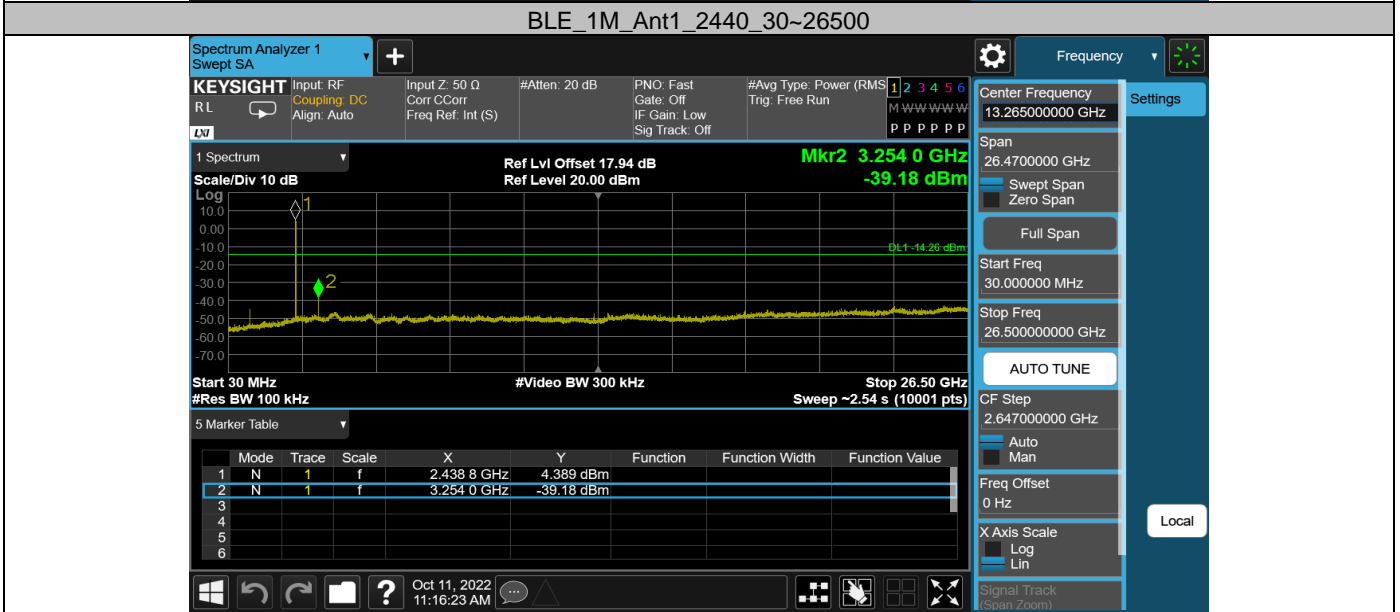 BLE_1M_Ant1_2440_30~26500
Spectrum Analyzer 1
Swept SA
Frequency
KEYSIGHT
RL
LXI
Input: RF
Coupling: DC
Align: Auto
Input Z: 50 Ω
Corr CCorr
Freq Ref: Int (S)
#Atten: 20 dB
PNO: Fast
Gate: Off
IF Gain: Low
Sig Track: Off
#Avg Type: Power (RMS
Trig: Free Run
1 2 3 4 5 6
M W W W W W
P P P P P P
1 Spectrum
Scale/Div 10 dB
Ref Lvl Offset 17.94 dB
Ref Level 20.00 dBm
Mkr2 3.254 0 GHz
-39.18 dBm
Log
10.0
0.00
-10.0
-20.0
-30.0
-40.0
-50.0
-60.0
-70.0
1
2
DL1 -14.26 dBm
Start 30 MHz
#Video BW 300 kHz
Stop 26.50 GHz
#Res BW 100 kHz
Sweep ~2.54 s (10001 pts)
5 Marker Table
Mode Trace Scale X Y Function Function Width Function Value
1 N 1 f 2.438 8 GHz 4.389 dBm
2 N 1 f 3.254 0 GHz -39.18 dBm
3
4
5
6
Oct 11, 2022
11:16:23 AM
?
Center Frequency
13.265000000 GHz
Settings
Span
26.4700000 GHz
Swept Span
Zero Span
Full Span
Start Freq
30.000000 MHz
Stop Freq
26.500000000 GHz
AUTO TUNE
CF Step
2.647000000 GHz
Auto
Man
Freq Offset
0 Hz
Local
X Axis Scale
Log
Lin
Signal Track
(Span Zoom)